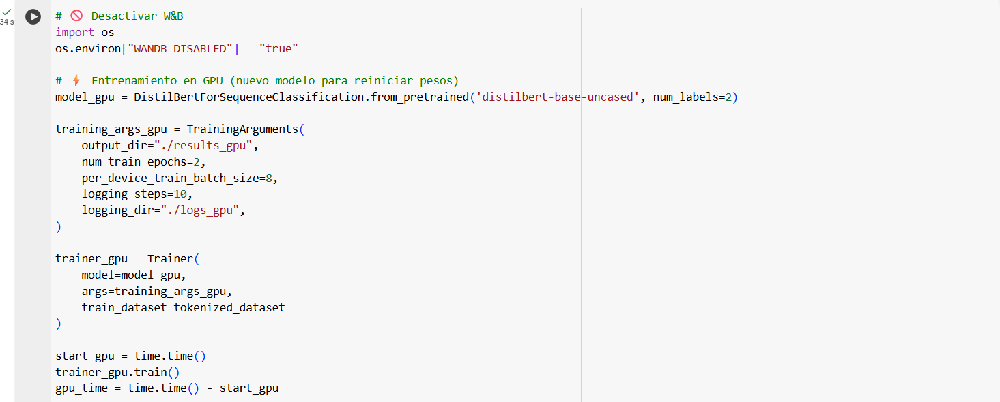 34 s
# 🚫 Desactivar W&B
import os
os.environ["WANDB_DISABLED"] = "true"
# ⚡ Entrenamiento en GPU (nuevo modelo para reiniciar pesos)
model_gpu = DistilBertForSequenceClassification.from_pretrained('distilbert-base-uncased', num_labels=2)
training_args_gpu = TrainingArguments(
    output_dir="./results_gpu",
    num_train_epochs=2,
    per_device_train_batch_size=8,
    logging_steps=10,
    logging_dir="./logs_gpu",
)
trainer_gpu = Trainer(
    model=model_gpu,
    args=training_args_gpu,
    train_dataset=tokenized_dataset
)
start_gpu = time.time()
trainer_gpu.train()
gpu_time = time.time() - start_gpu